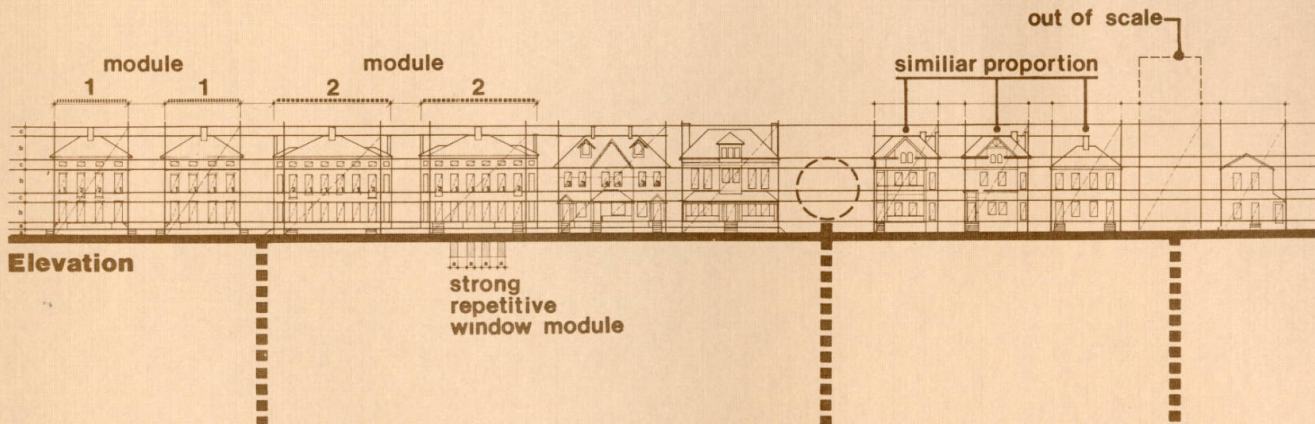 out of scale
module
module
similiar proportion
1
1
2
2
Elevation
strong
repetitive
window module